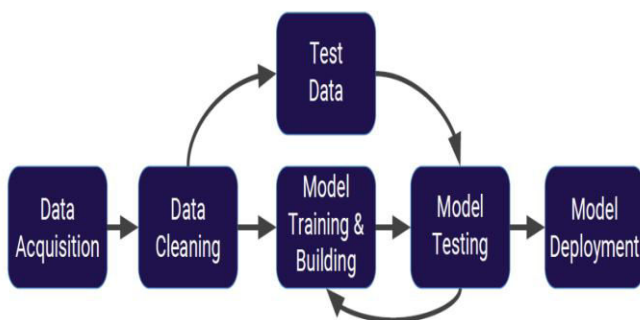 Test
Data
Data
Acquisition
Data
Cleaning
Model
Training &
Building
Model
Testing
Model
Deployment